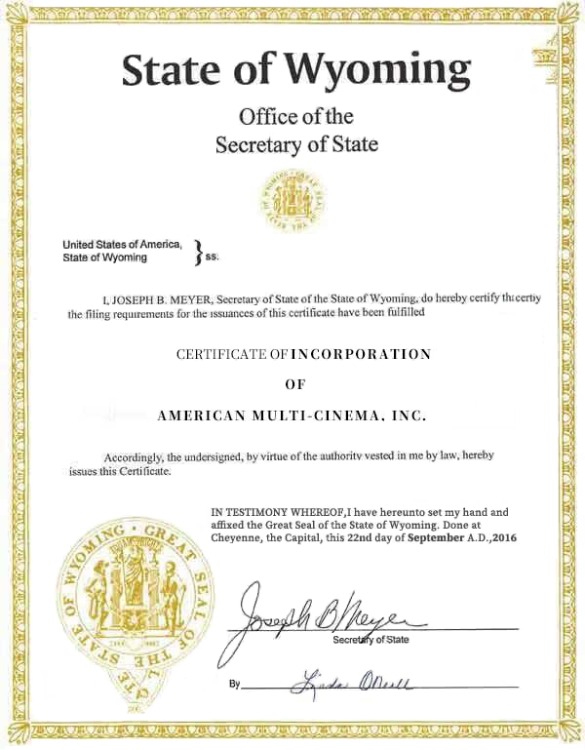 State of Wyoming
Office of the
Secretary of State
United States of America,
State of Wyoming } ss.
I, JOSEPH B. MEYER, Secretary of State of the State of Wyoming, do hereby certify
the filing requirements for the issuances of this certificate have been fulfilled
CERTIFICATE OF INCORPORATION
OF
AMERICAN MULTI-CINEMA, INC.
Accordingly, the undersigned, by virtue of the authority vested in me by law, hereby
issues this Certificate.
IN TESTIMONY WHEREOF,I have hereunto set my hand and
affixed the Great Seal of the State of Wyoming. Done at
Cheyenne, the Capital, this 22nd day of September A.D.,2016
GREAT SEAL OF THE STATE OF WYOMING
Joseph B Meyer
Secretary of State
By Linda